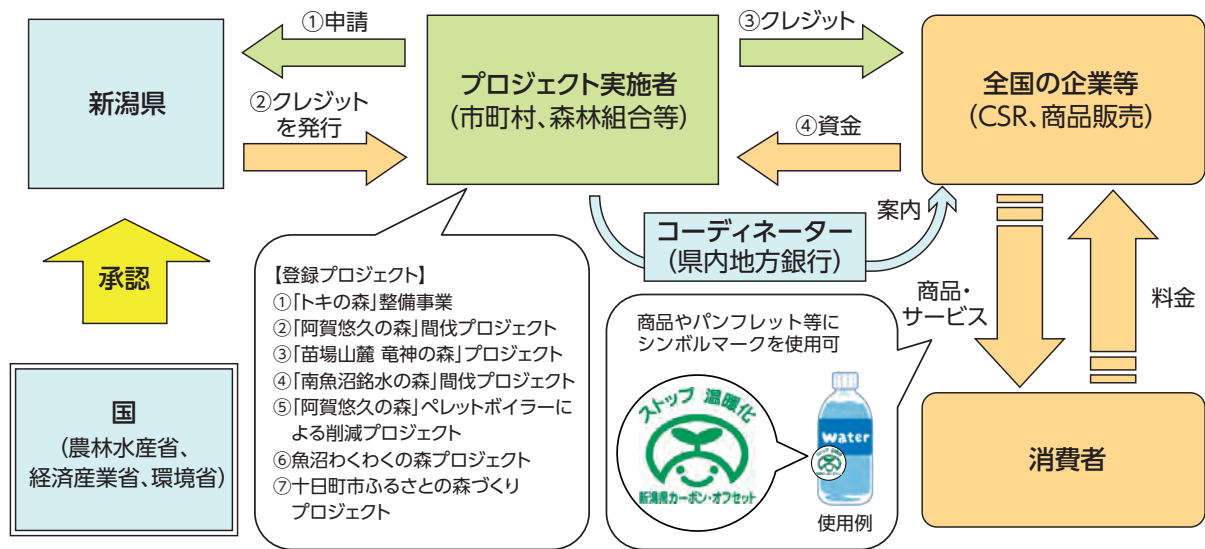 ①申請
③クレジット
新潟県
プロジェクト実施者
(市町村、森林組合等)
全国の企業等
(CSR、商品販売)
②クレジット
を発行
④資金
承認
コーディネーター
(県内地方銀行)
案内
【登録プロジェクト】
①「トキの森」整備事業
②「阿賀悠久の森」間伐プロジェクト
③「苗場山麓 竜神の森」プロジェクト
④「南魚沼銘水の森」間伐プロジェクト
⑤「阿賀悠久の森」ペレットボイラーに
よる削減プロジェクト
⑥魚沼わくわくの森プロジェクト
⑦十日町市ふるさとの森づくり
プロジェクト
商品やパンフレット等に
シンボルマークを使用可
ストップ 温暖化
新潟県カーボン・オフセット
Water
使用例
商品・
サービス
料金
国
(農林水産省、
経済産業省、環境省)
消費者